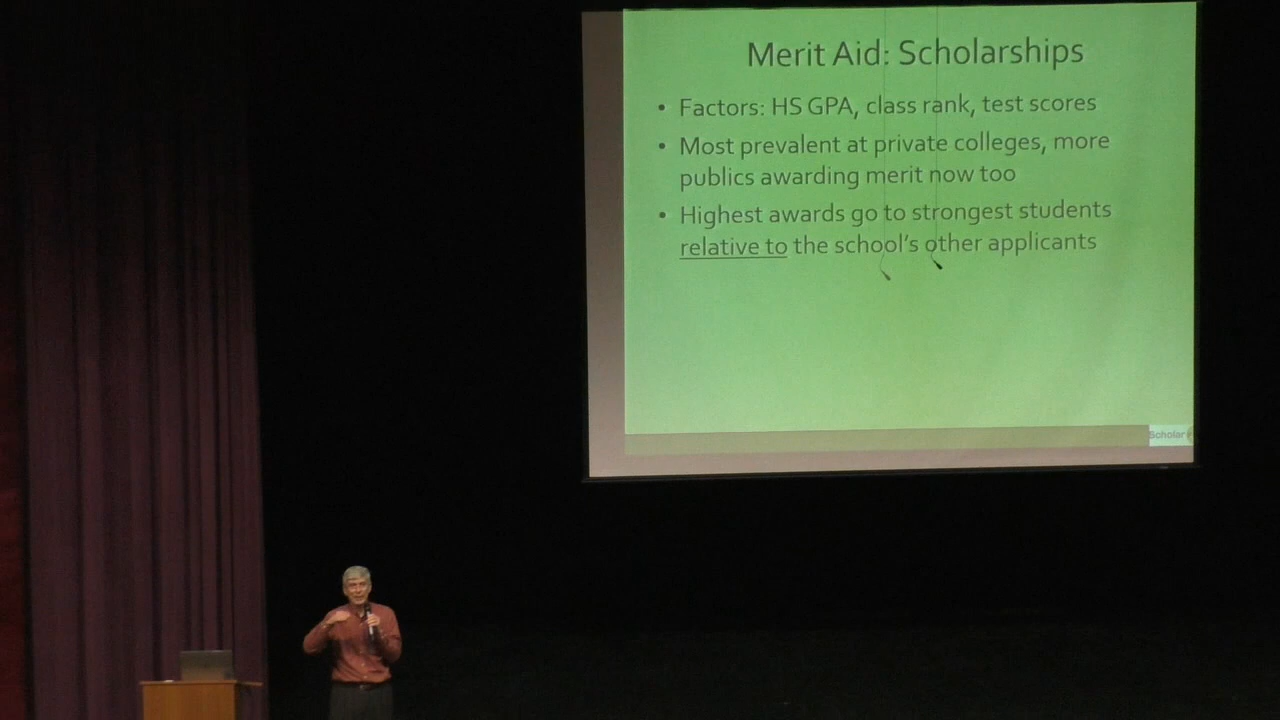 Merit Aid: Scholarships
• Factors: HS GPA, class rank, test scores
• Most prevalent at private colleges, more
publics awarding merit now too
• Highest awards go to strongest students
relative to the school's other applicants
Scholar